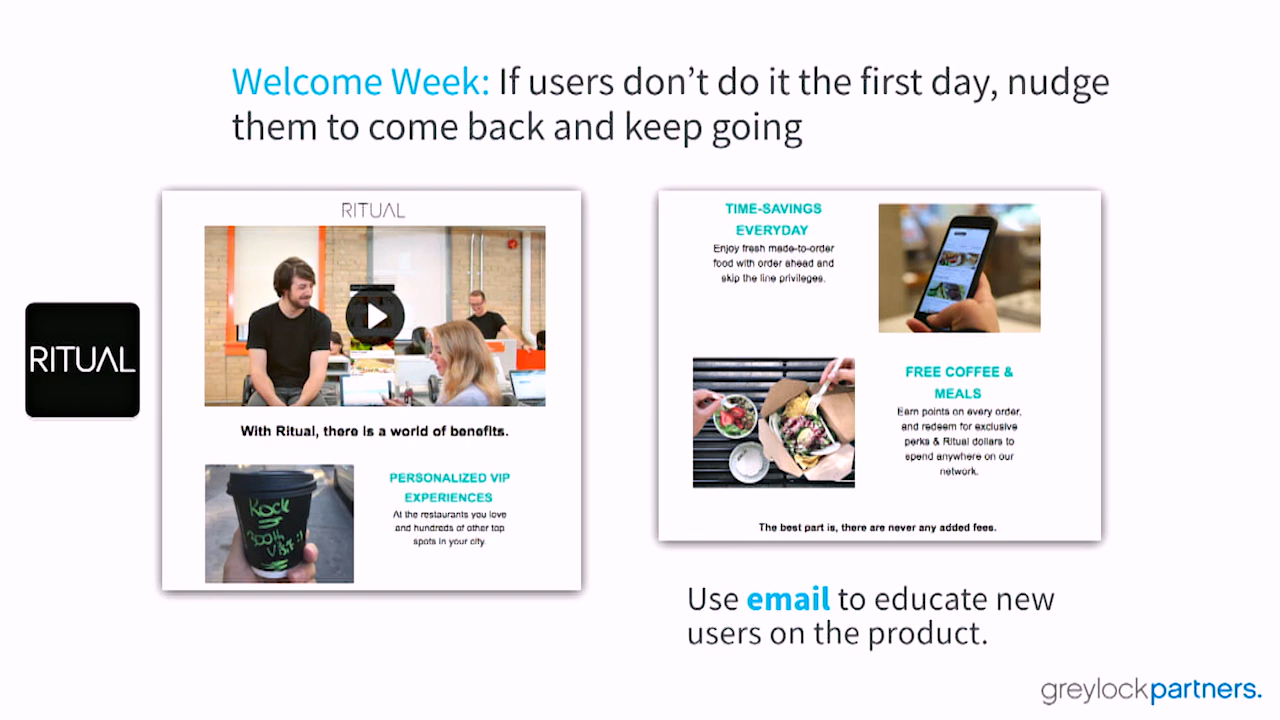 Welcome Week: If users don't do it the first day, nudge
them to come back and keep going
RITUAL
RITUAL
With Ritual, there is a world of benefits.
Kock
300th
PERSONALIZED VIP
EXPERIENCES
At the restaurants you love
and hundreds of other top
spots in your city.
TIME-SAVINGS
EVERYDAY
Enjoy fresh made-to-order
food with order ahead and
skip the line privileges.
FREE COFFEE &
MEALS
Earn points on every order,
and redeem for exclusive
perks & Ritual dollars to
spend anywhere on our
network.
The best part is, there are never any added fees.
Use email to educate new
users on the product.
greylockpartners.